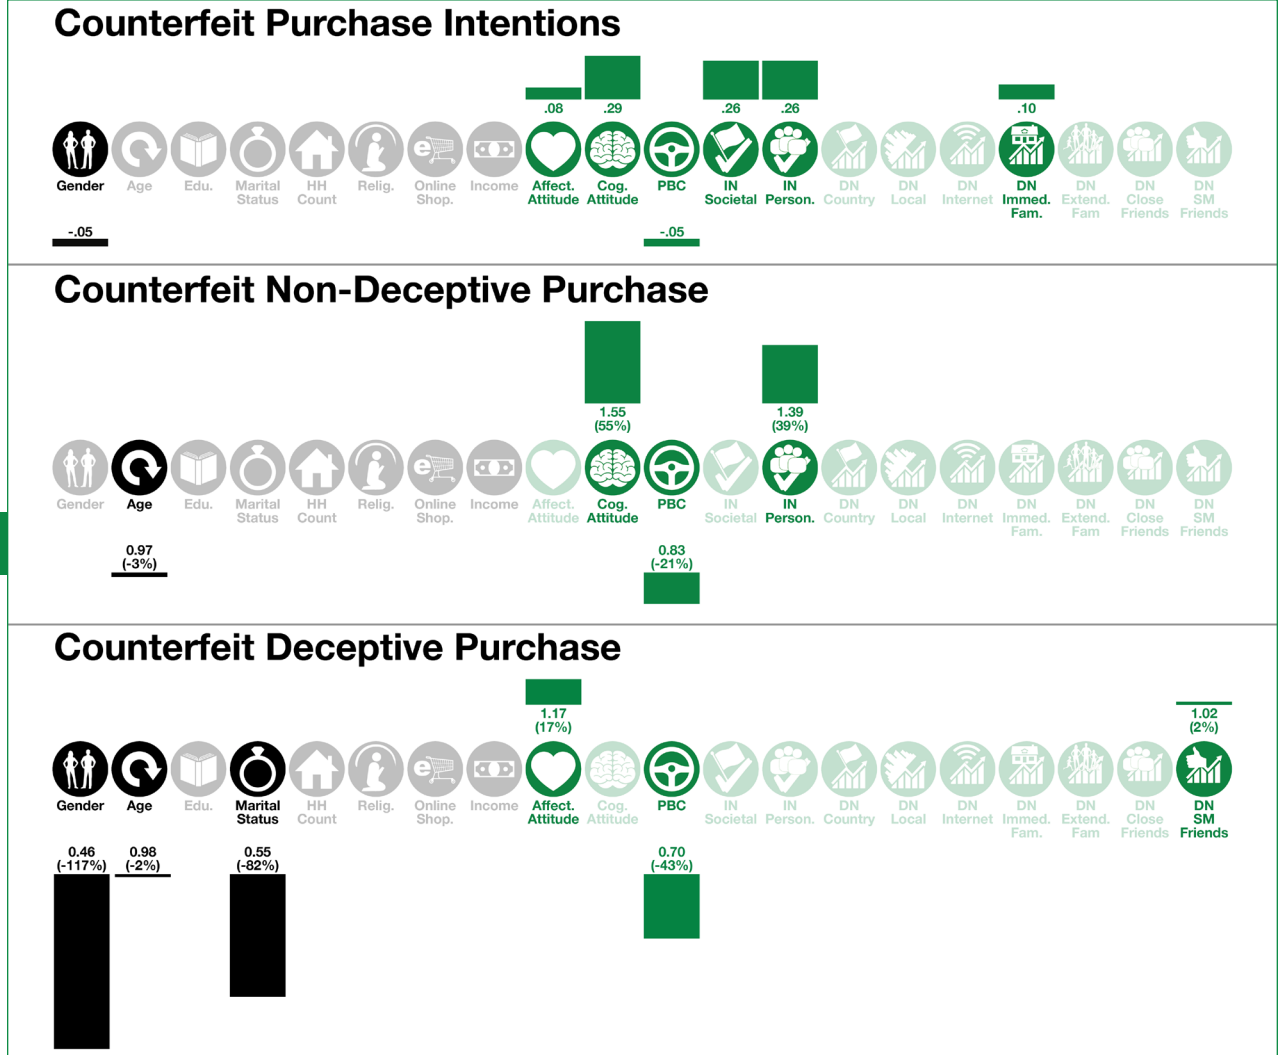 Counterfeit Purchase Intentions
.08 .29 .26 .26 .10
Gender Age Edu. Marital HH Relig. Online Income Affect. Cog. PBC IN IN DN DN DN DN DN DN DN
Status Count Shop. Attitude Attitude Societal Person. Country Local Internet Immed. Extend. Close SM
Fam. Fam Friends Friends
-.05 -.05
Counterfeit Non-Deceptive Purchase
1.55 1.39
(55%) (39%)
e
Gender Age Edu. Marital HH Relig. Online Income Affect. Cog. PBC IN IN DN DN DN DN DN DN DN
Status Count Shop. Attitude Attitude Societal Person. Country Local Internet Immed. Extend. Close SM
Fam. Fam Friends Friends
0.97 0.83
(-3%) (-21%)
Counterfeit Deceptive Purchase
1.17 1.02
(17%) (2%)
e
Gender Age Edu. Marital HH Relig. Online Income Affect. Cog. PBC IN IN DN DN DN DN DN DN DN
Status Count Shop. Attitude Attitude Societal Person. Country Local Internet Immed. Extend. Close SM
Fam. Fam Friends Friends
0.46 0.98 0.55 0.70
(-117%) (-2%) (-82%) (-43%)